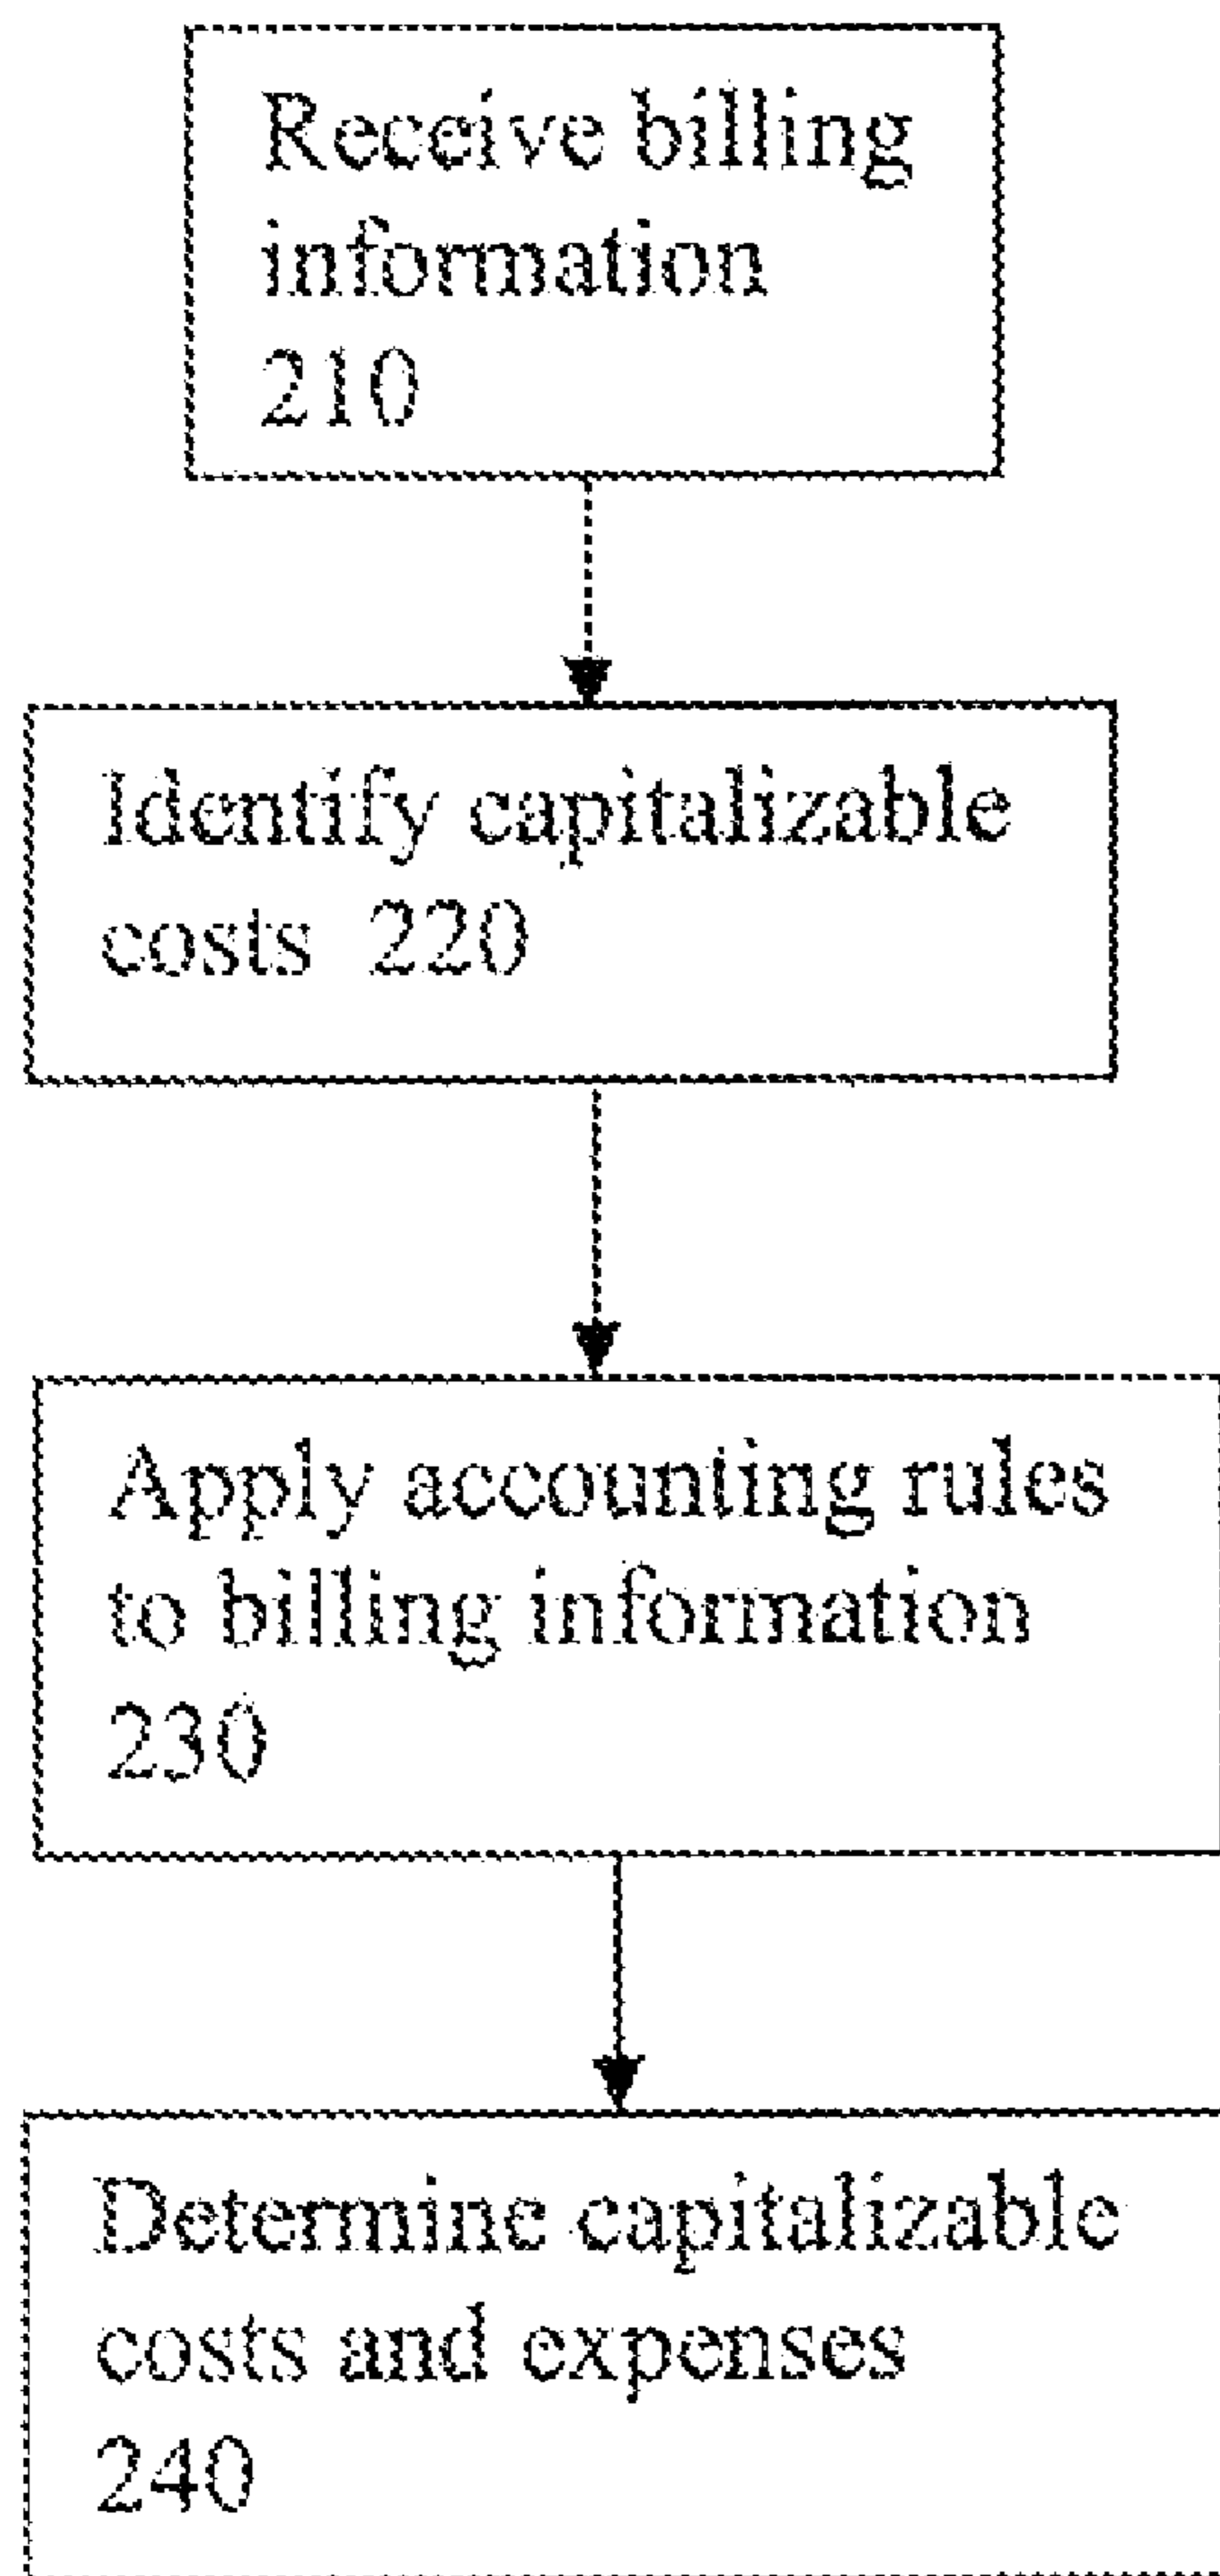 Receive billing
information
210
Identify capitalizable
costs 220
Apply accounting rules
to billing information
230
Determine capitalizable
costs and expenses
240